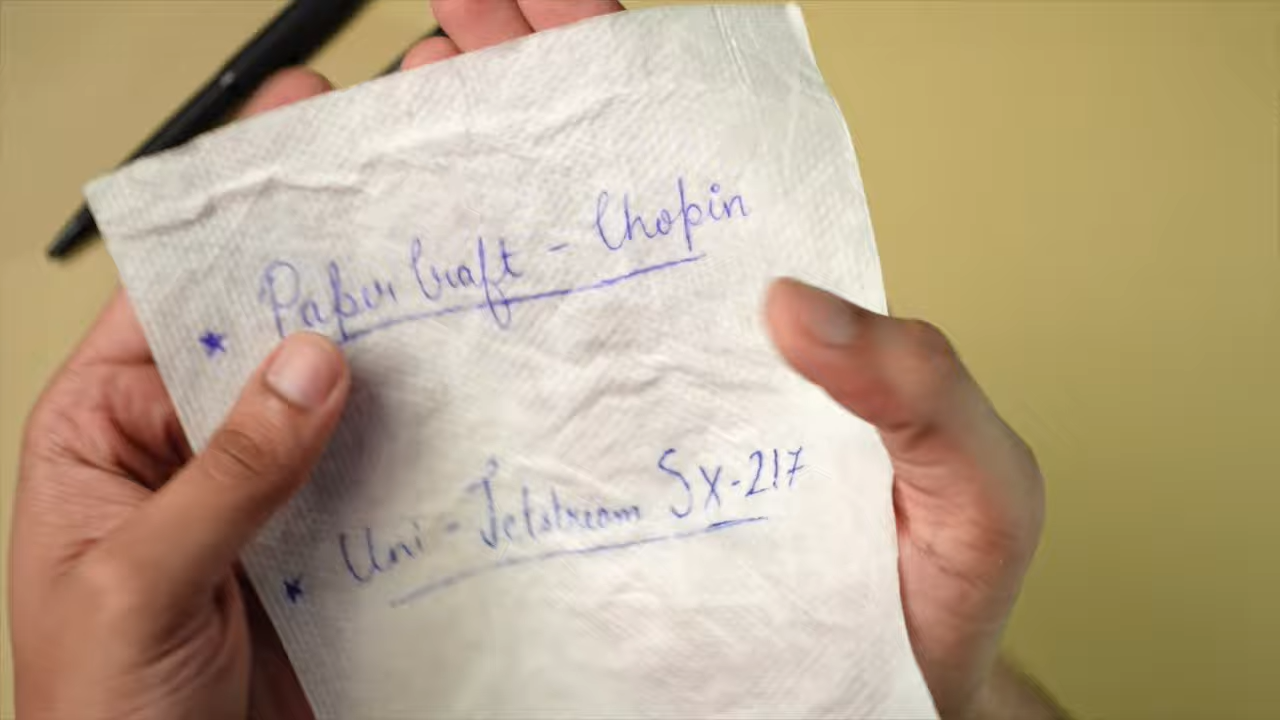 ★ Paper Craft - Chopin
★ Uni - Jetstream SX-217